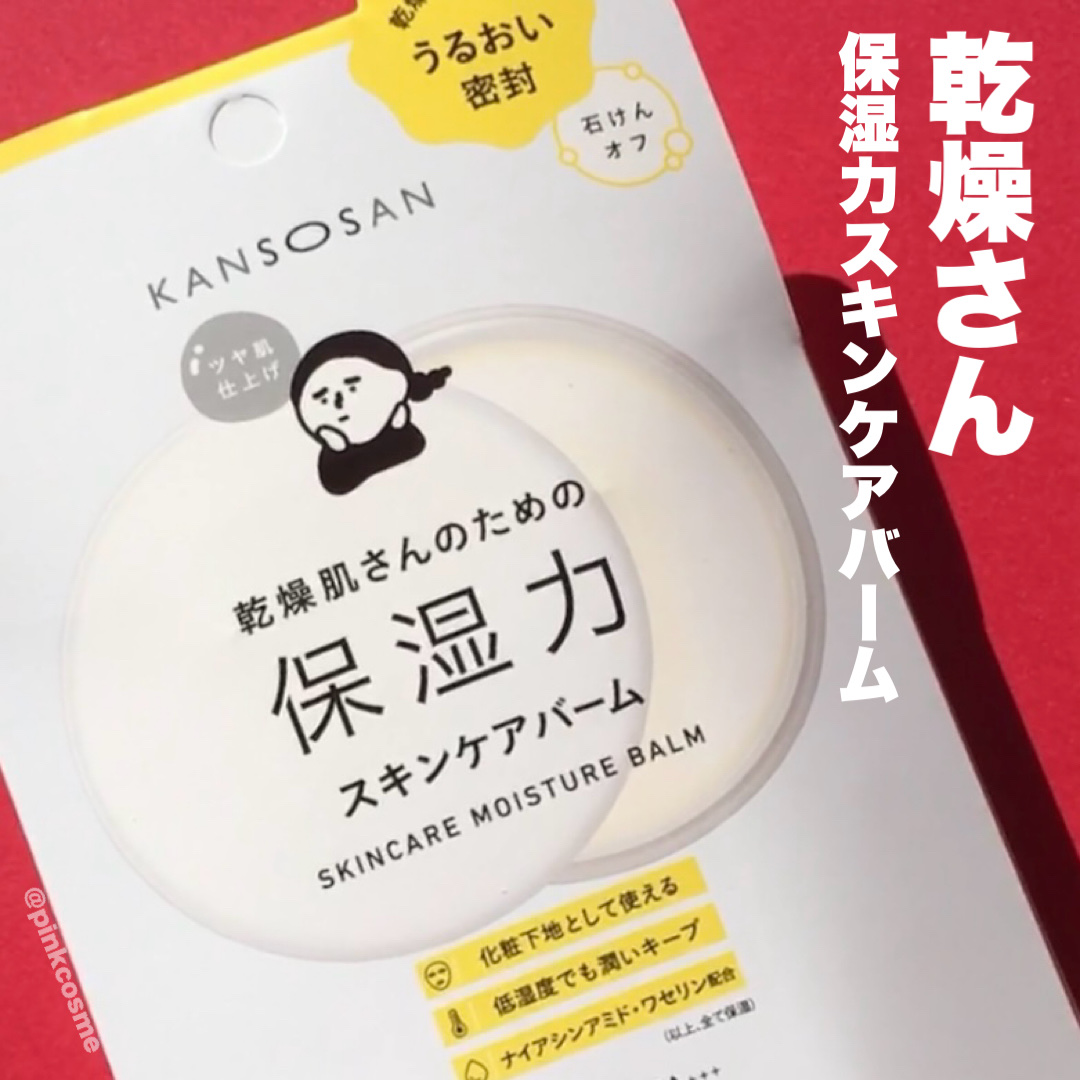 乾燥さん
保湿力スキンケアバーム
うるおい
密封
石けん
オフ
KANSOSAN
ツヤ肌
仕上げ
乾燥肌さんのための
保湿力
スキンケアバーム
SKINCARE MOISTURE BALM
化粧下地として使える
低湿度でも潤いキープ
ナイアシンアミド・ワセリン配合
(以上、全て保湿)
@pinkcosme